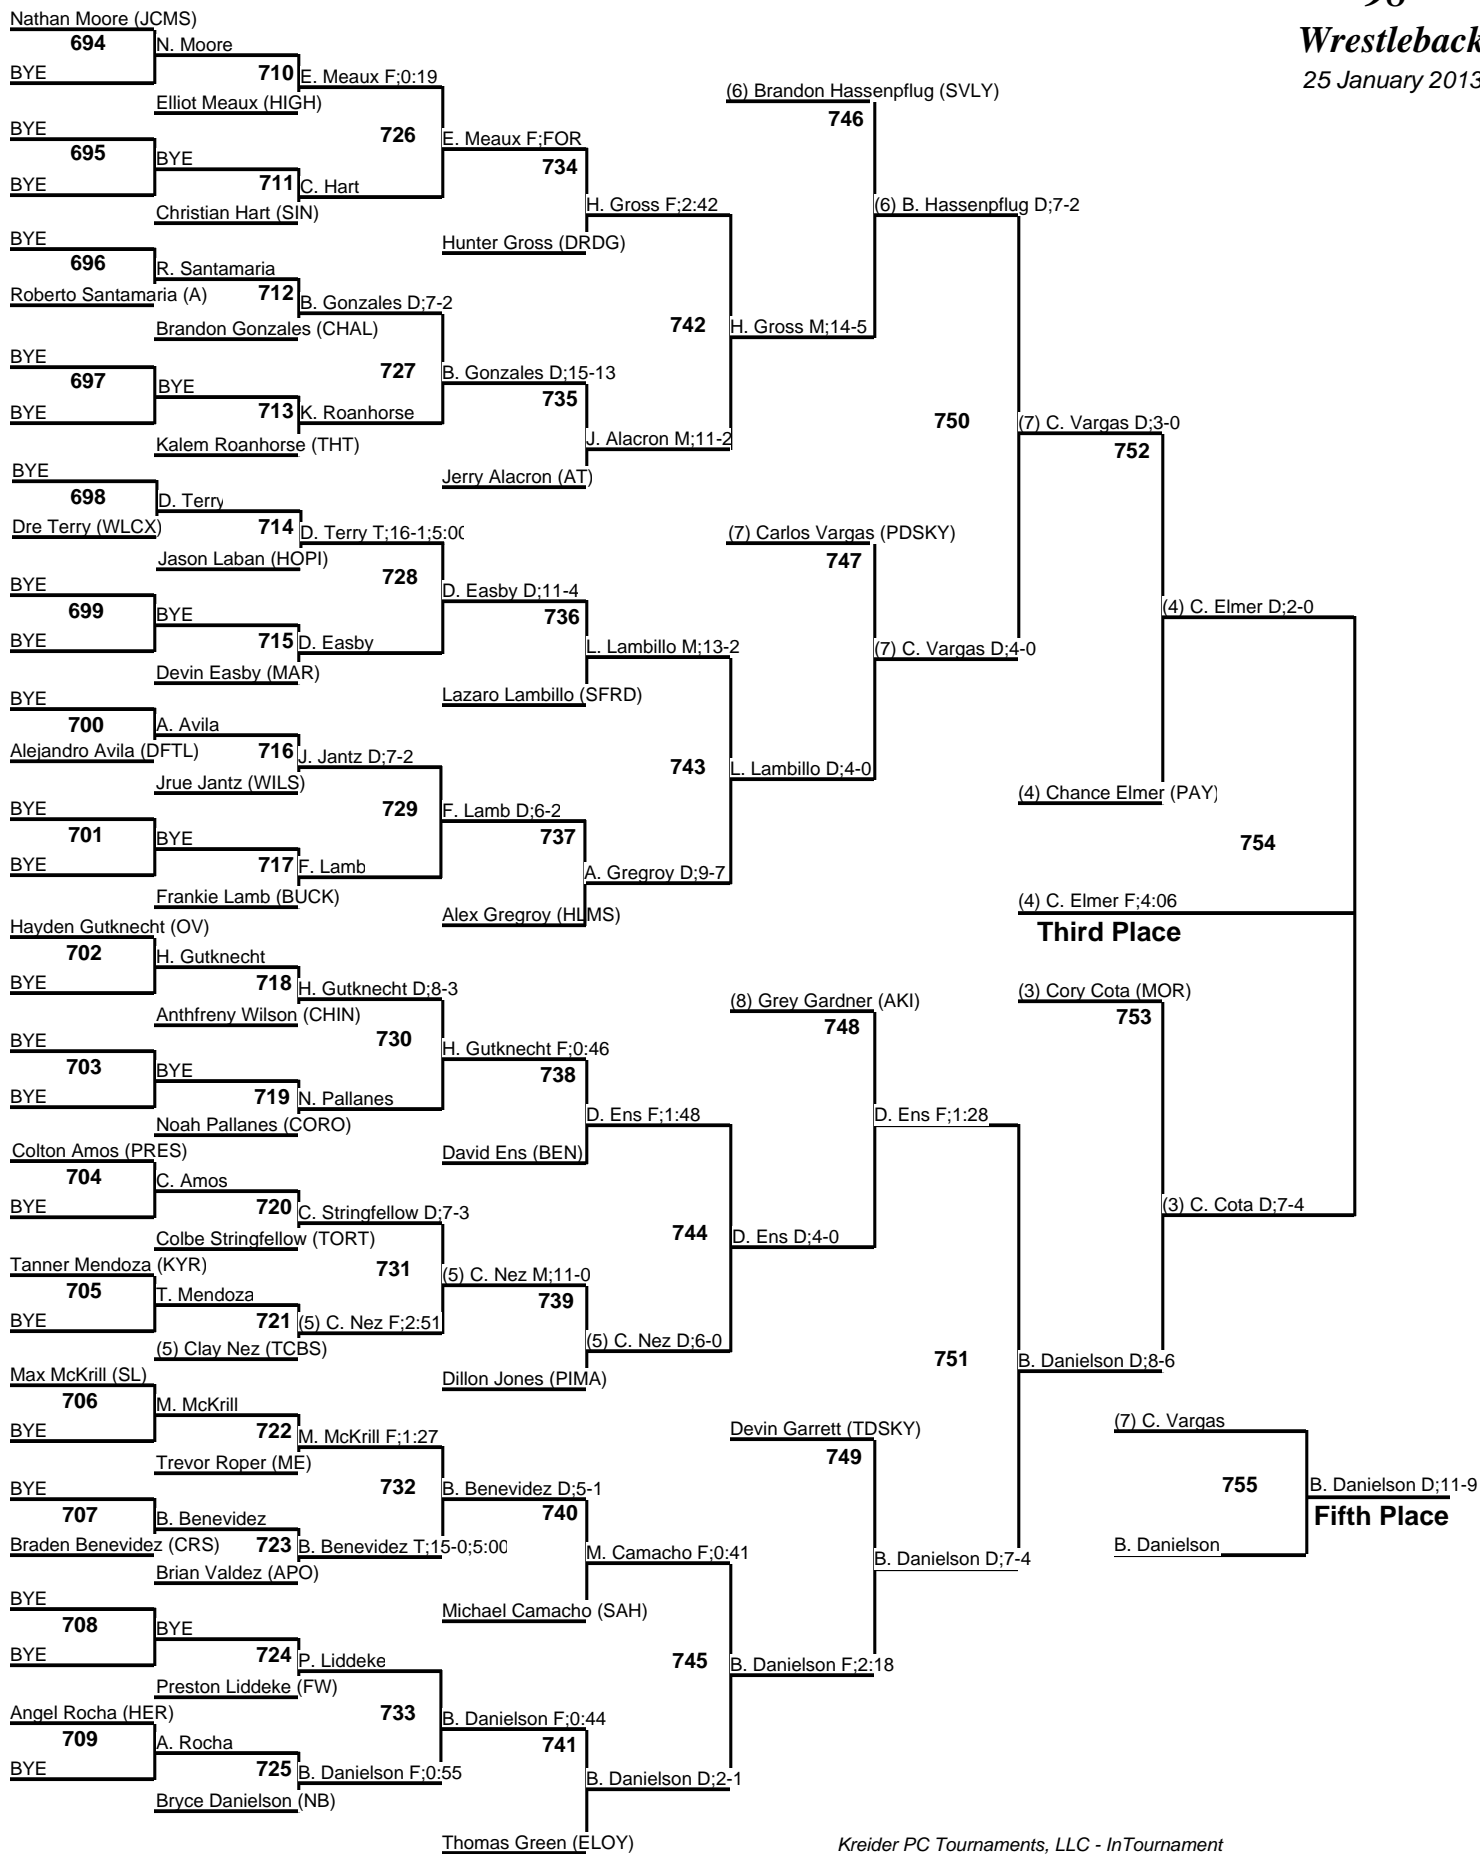 Wrestleback
25 January 2013
Nathan Moore (JCMS)
694
BYE
N. Moore
710
Elliot Meaux (HIGH)
E. Meaux F;0:19
726
BYE
695
BYE
BYE
711
Christian Hart (SIN)
C. Hart
E. Meaux F;FOR
734
Hunter Gross (DRDG)
H. Gross F;2:42
BYE
696
Roberto Santamaria (A)
R. Santamaria
712
Brandon Gonzales (CHAL)
B. Gonzales D;7-2
727
BYE
697
BYE
BYE
713
Kalem Roanhorse (THT)
K. Roanhorse
B. Gonzales D;15-13
735
Jerry Alacron (AT)
J. Alacron M;11-2
742
H. Gross M;14-5
(6) Brandon Hassenpflug (SVLY)
746
(6) B. Hassenpflug D;7-2
BYE
698
Dre Terry (WLCX)
D. Terry
714
Jason Laban (HOPI)
D. Terry T;16-1;5:00
728
BYE
699
BYE
BYE
715
Devin Easby (MAR)
D. Easby
D. Easby D;11-4
736
Lazaro Lambillo (SFRD)
L. Lambillo M;13-2
BYE
700
Alejandro Avila (DFTL)
A. Avila
716
Jrue Jantz (WILS)
J. Jantz D;7-2
729
BYE
701
BYE
BYE
717
Frankie Lamb (BUCK)
F. Lamb
F. Lamb D;6-2
737
Alex Gregroy (HLMS)
A. Gregroy D;9-7
743
L. Lambillo D;4-0
(7) Carlos Vargas (PDSKY)
747
(7) C. Vargas D;4-0
750
(7) C. Vargas D;3-0
752
(4) Chance Elmer (PAY)
(4) C. Elmer D;2-0
754
(4) C. Elmer F;4:06
Third Place
Hayden Gutknecht (OV)
702
BYE
H. Gutknecht
718
Anthfreny Wilson (CHIN)
H. Gutknecht D;8-3
730
BYE
703
BYE
BYE
719
Noah Pallanes (CORO)
N. Pallanes
H. Gutknecht F;0:46
738
David Ens (BEN)
D. Ens F;1:48
Colton Amos (PRES)
704
BYE
C. Amos
720
Colbe Stringfellow (TORT)
C. Stringfellow D;7-3
731
Tanner Mendoza (KYR)
705
BYE
T. Mendoza
721
(5) Clay Nez (TCBS)
(5) C. Nez F;2:51
(5) C. Nez M;11-0
739
Dillon Jones (PIMA)
(5) C. Nez D;6-0
744
D. Ens D;4-0
(8) Grey Gardner (AKI)
748
D. Ens F;1:28
Max McKrill (SL)
706
BYE
M. McKrill
722
Trevor Roper (ME)
M. McKrill F;1:27
732
BYE
707
Braden Benevidez (CRS)
B. Benevidez
723
Brian Valdez (APO)
B. Benevidez T;15-0;5:00
B. Benevidez D;5-1
740
Michael Camacho (SAH)
M. Camacho F;0:41
BYE
708
BYE
BYE
724
Preston Liddeke (FW)
P. Liddeke
733
Angel Rocha (HER)
709
BYE
A. Rocha
725
Bryce Danielson (NB)
B. Danielson F;0:55
B. Danielson F;0:44
741
Thomas Green (ELOY)
B. Danielson D;2-1
745
B. Danielson F;2:18
Devin Garrett (TDSKY)
749
B. Danielson D;7-4
751
B. Danielson D;8-6
(3) Cory Cota (MOR)
753
(3) C. Cota D;7-4
(7) C. Vargas
755
B. Danielson
B. Danielson D;11-9
Fifth Place
Kreider PC Tournaments, LLC - InTournament